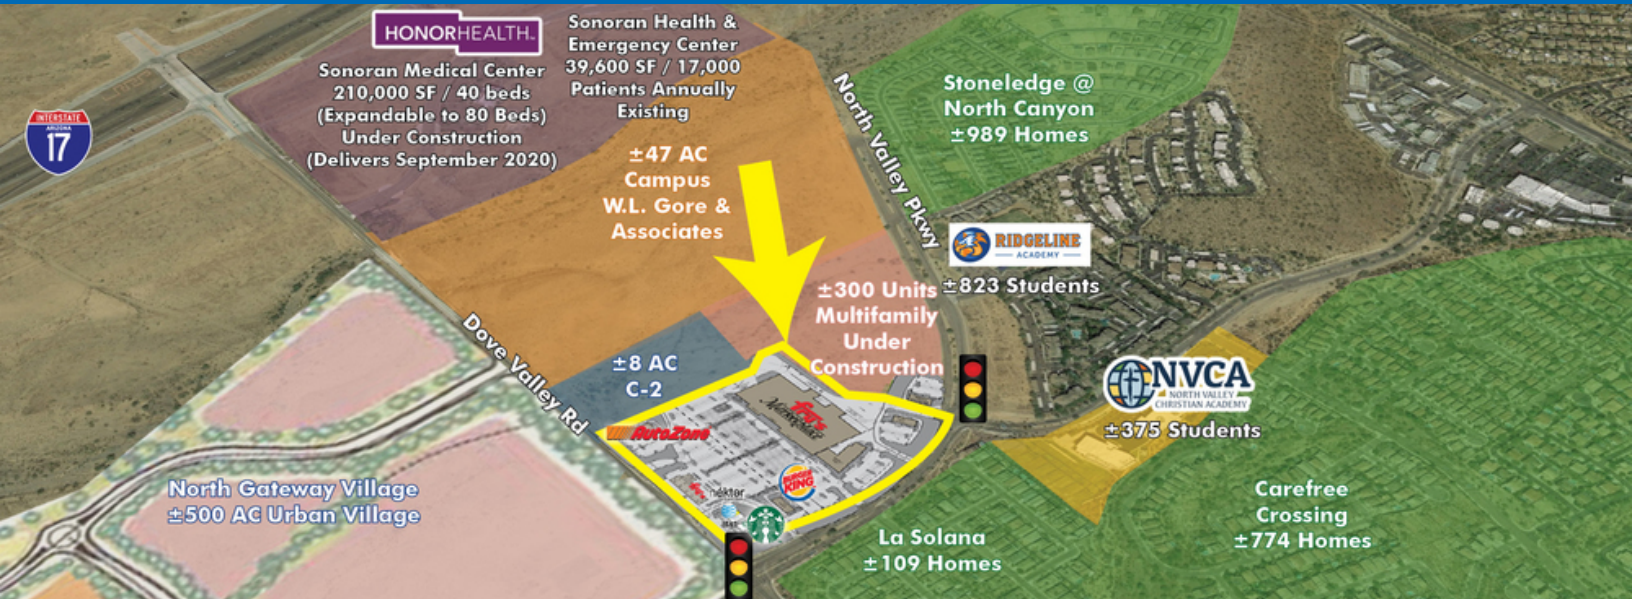 HONORHEALTH
Sonoran Medical Center
210,000 SF / 40 beds
(Expandable to 80 Beds)
Under Construction
(Delivers September 2020)
Sonoran Health &
Emergency Center
39,600 SF / 17,000
Patients Annually
Existing
INTERSTATE
ARIZONA
17
±47 AC
Campus
W.L. Gore &
Associates
North Valley Pkwy
Stoneledge @
North Canyon
±989 Homes
RIDGELINE
ACADEMY
±823 Students
±300 Units
Multifamily
Under
Construction
Dove Valley Rd
±8 AC
C-2
fry's
Marketplace
AutoZone
nékter
at&t
BURGER
KING
NVCA
NORTH VALLEY
CHRISTIAN ACADEMY
±375 Students
North Gateway Village
±500 AC Urban Village
La Solana
±109 Homes
Carefree
Crossing
±774 Homes